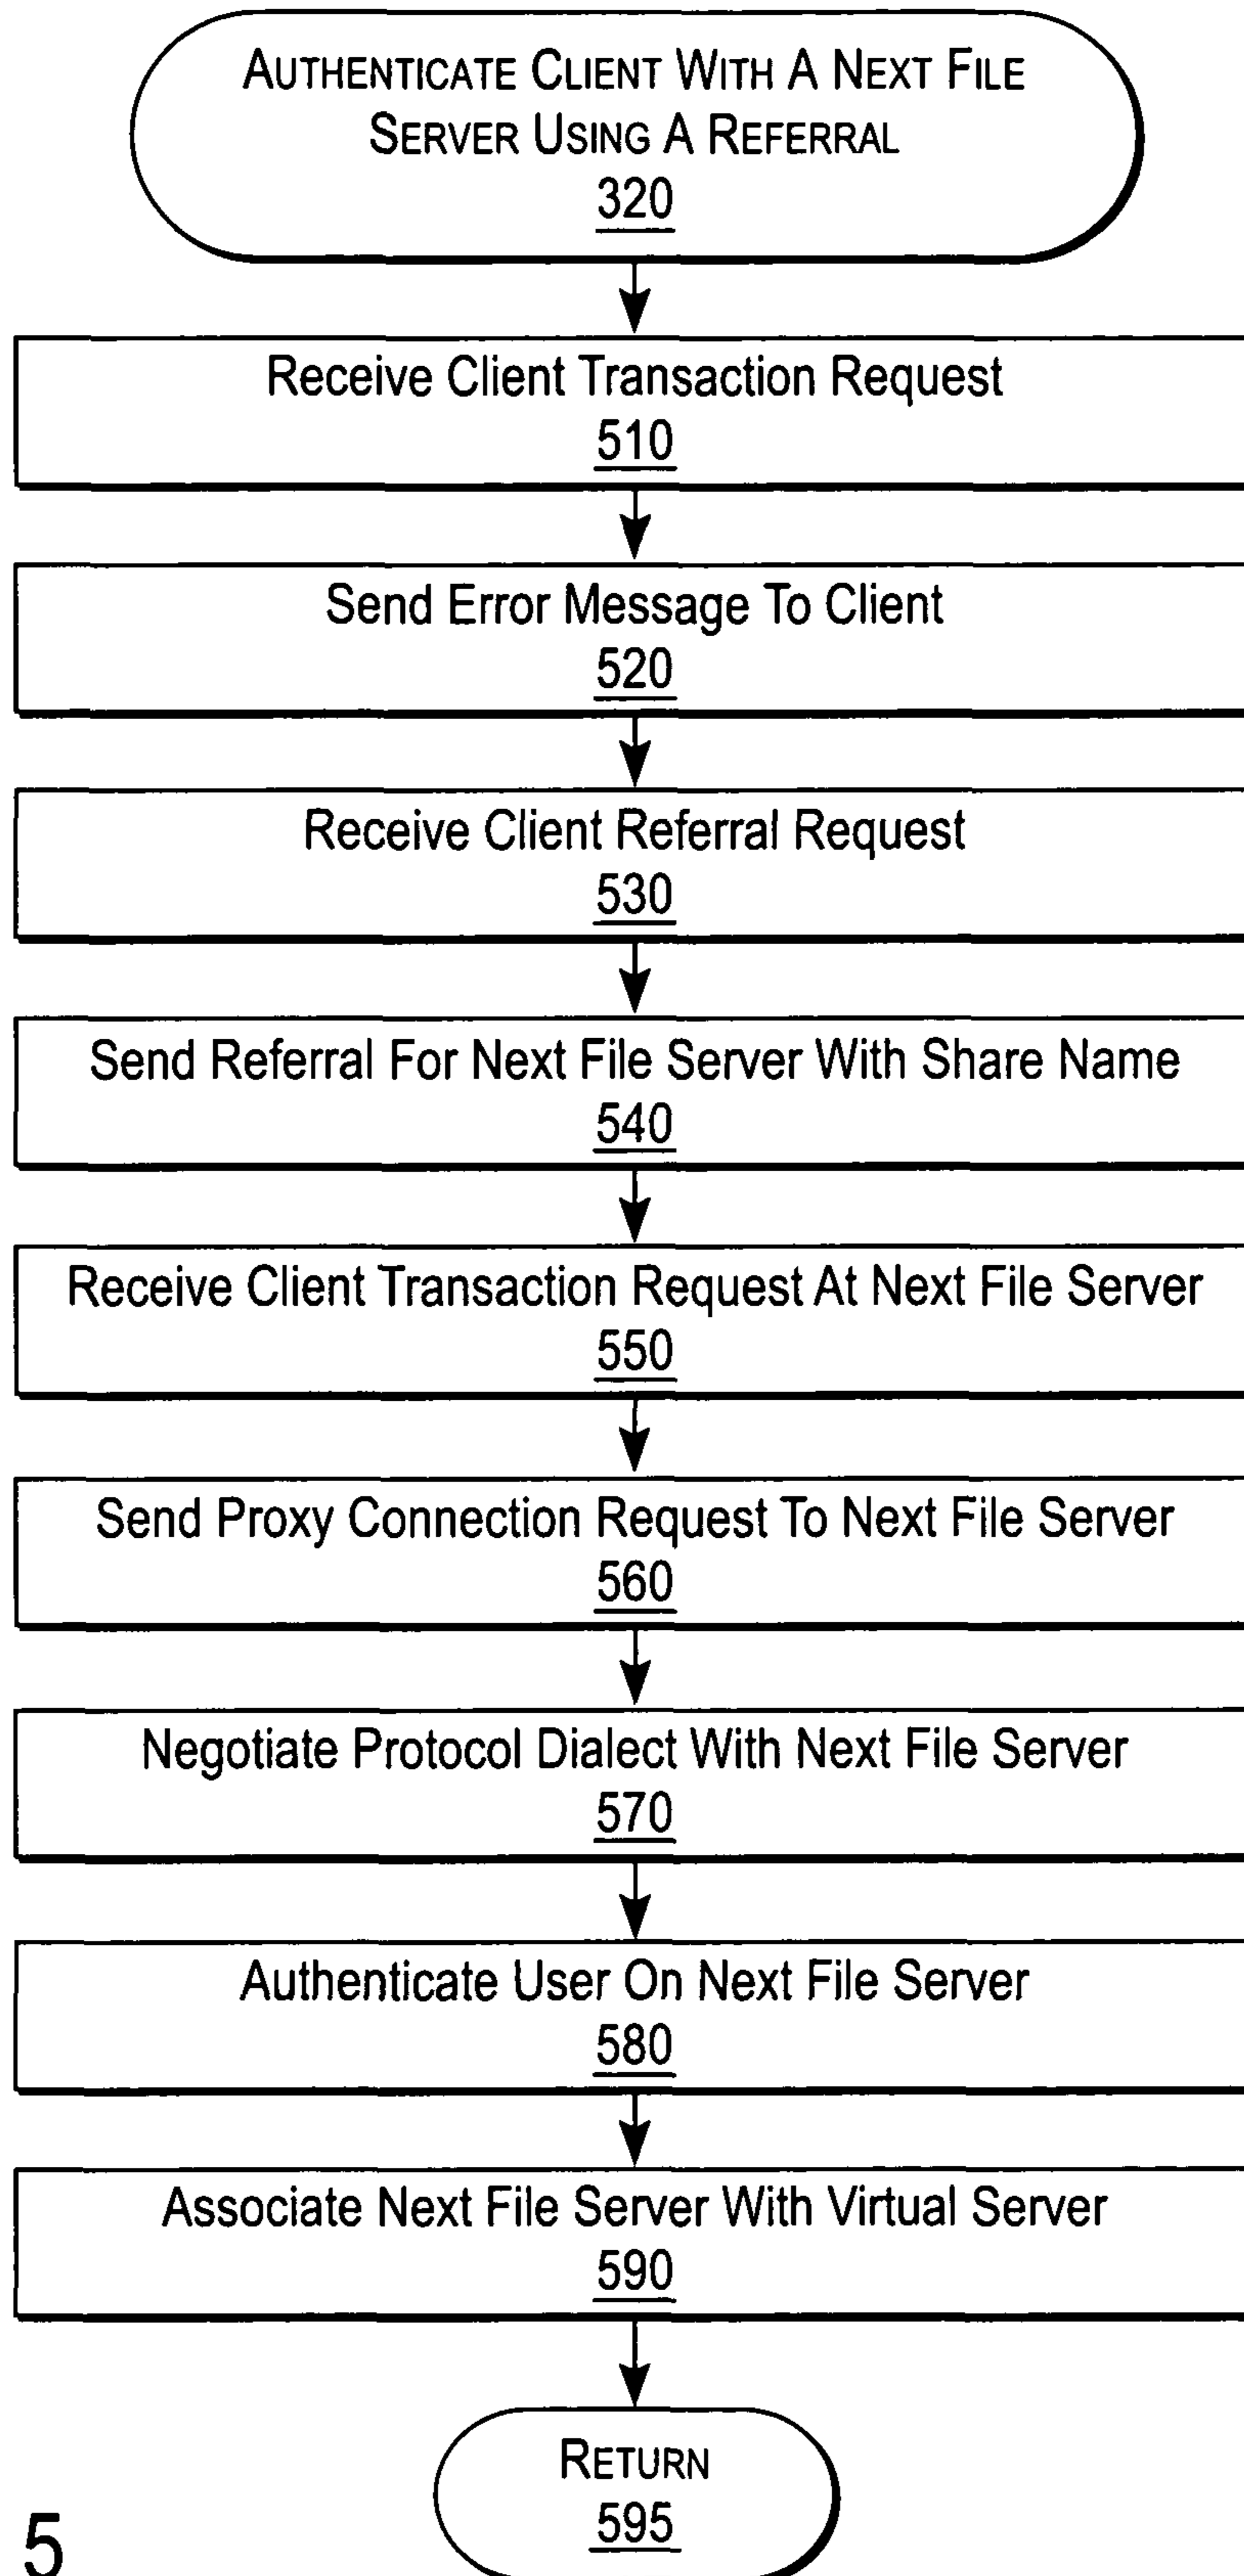 AUTHENTICATE CLIENT WITH A NEXT FILE
SERVER USING A REFERRAL
320
Receive Client Transaction Request
510
Send Error Message To Client
520
Receive Client Referral Request
530
Send Referral For Next File Server With Share Name
540
Receive Client Transaction Request At Next File Server
550
Send Proxy Connection Request To Next File Server
560
Negotiate Protocol Dialect With Next File Server
570
Authenticate User On Next File Server
580
Associate Next File Server With Virtual Server
590
RETURN
595
5